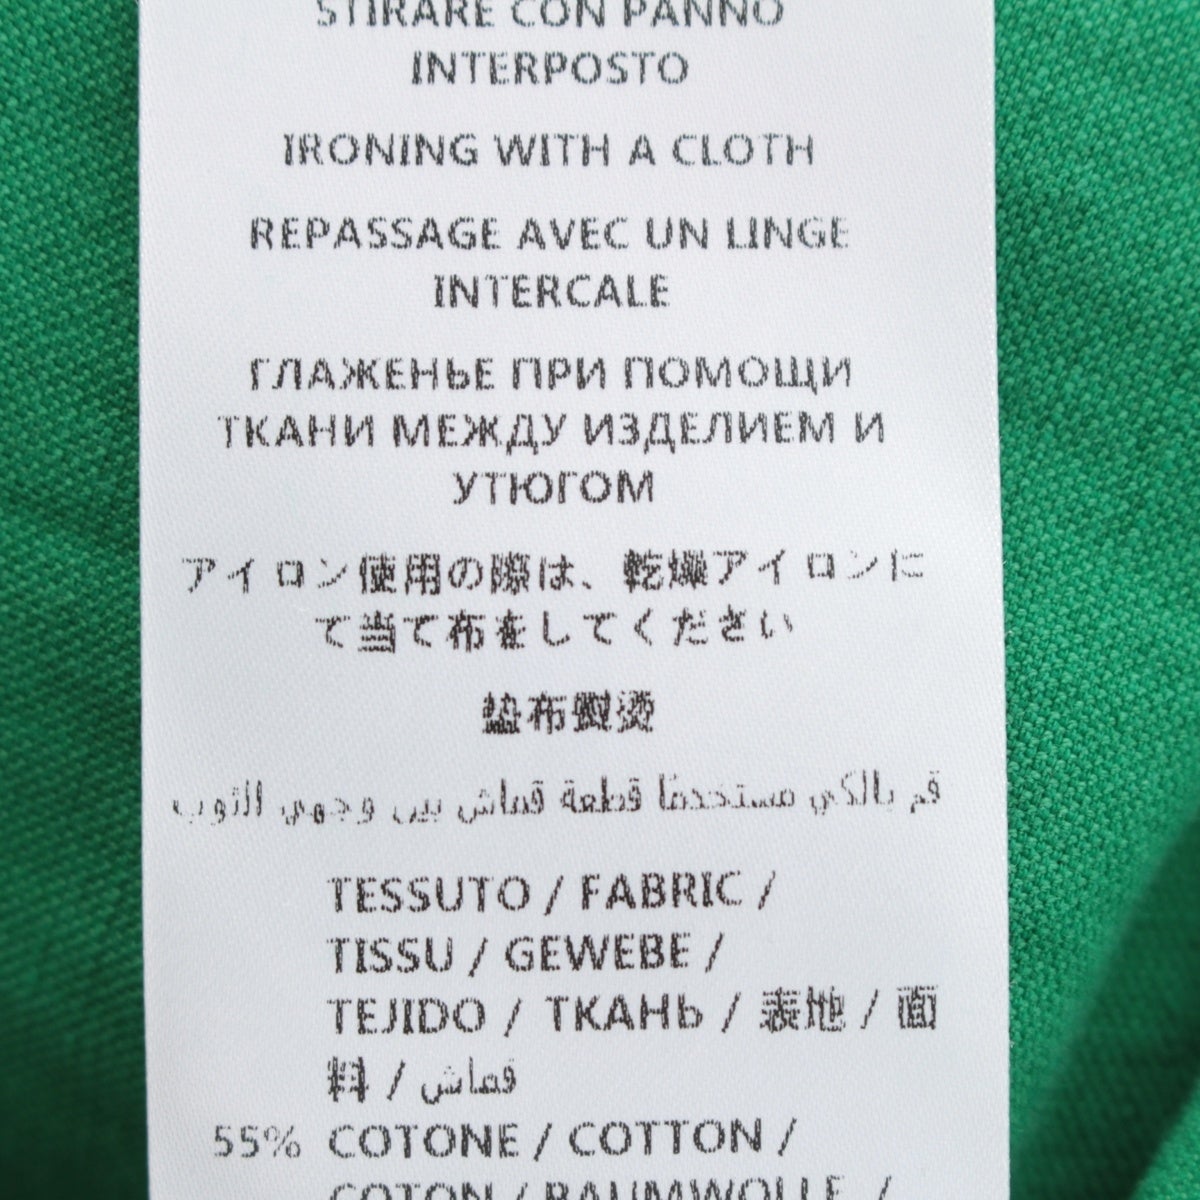 STIRARE CON PANNO
INTERPOSTO
IRONING WITH A CLOTH
REPASSAGE AVEC UN LINGE
INTERCALE
ГЛАЖЕНЬЕ ПРИ ПОМОЩИ
ТКАНИ МЕЖДУ ИЗДЕЛИЕМ И
УТЮГОМ
アイロン使用の際は、乾燥アイロンに
て当て布をしてください
垫布熨烫
قم بالكي مستخدمًا قطعة قماش بين وجهي الثوب
TESSUTO / FABRIC /
TISSU / GEWEBE /
TEJIDO / ТКАНЬ / 表地 / 面
料 / قماش
55% COTONE / COTTON /
COTON / BAUMWOLLE /